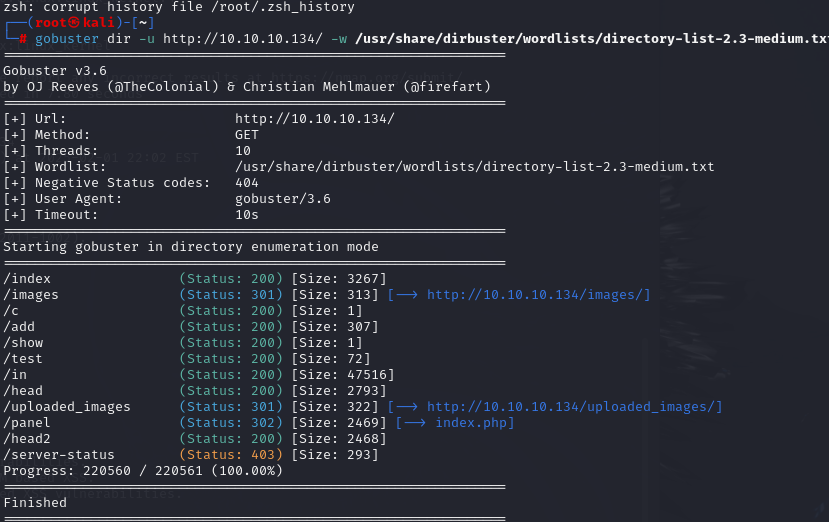 zsh: corrupt history file /root/.zsh_history
┌──(root㉿kali)-[~]
└─# gobuster dir -u http://10.10.10.134/ -w /usr/share/dirbuster/wordlists/directory-list-2.3-medium.txt
===============================================================
Gobuster v3.6
by OJ Reeves (@TheColonial) & Christian Mehlmauer (@firefart)
===============================================================
[+] Url:                     http://10.10.10.134/
[+] Method:                  GET
[+] Threads:                 10
[+] Wordlist:                /usr/share/dirbuster/wordlists/directory-list-2.3-medium.txt
[+] Negative Status codes:   404
[+] User Agent:              gobuster/3.6
[+] Timeout:                 10s
===============================================================
Starting gobuster in directory enumeration mode
===============================================================
/index                (Status: 200) [Size: 3267]
/images               (Status: 301) [Size: 313] [--> http://10.10.10.134/images/]
/c                    (Status: 200) [Size: 1]
/add                  (Status: 200) [Size: 307]
/show                 (Status: 200) [Size: 1]
/test                 (Status: 200) [Size: 72]
/in                   (Status: 200) [Size: 47516]
/head                 (Status: 200) [Size: 2793]
/uploaded_images      (Status: 301) [Size: 322] [--> http://10.10.10.134/uploaded_images/]
/panel                (Status: 302) [Size: 2469] [--> index.php]
/head2                (Status: 200) [Size: 2468]
/server-status        (Status: 403) [Size: 293]
Progress: 220560 / 220561 (100.00%)
===============================================================
Finished
===============================================================